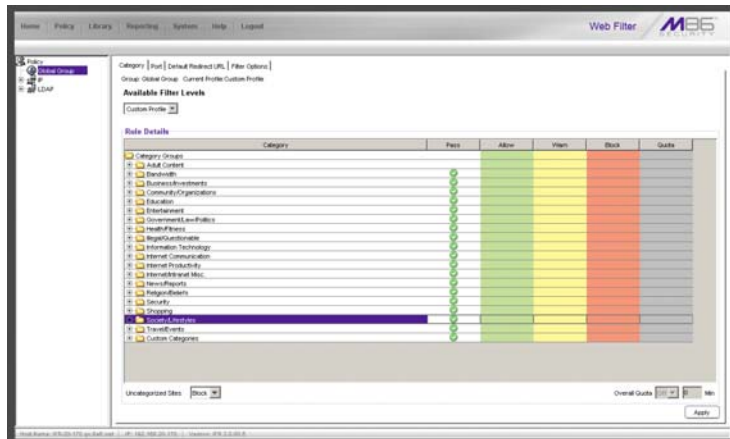 Home Policy Library Reporting System Help Logout
Web Filter
M86
SECURITY
Policy
Global Group
IP
LDAP
Category Port Default Redirect URL Filter Options
Group: Global Group Current Profile:Custom Profile
Available Filter Levels
Custom Profile
Rule Details
Category Pass Allow Warn Block Quota
Category Groups
Adult Content
Bandwidth
Business/Investments
Community/Organizations
Education
Entertainment
Government/Law/Politics
Health/Fitness
Illegal/Questionable
Information Technology
Internet Communication
Internet Productivity
Internet/Intranet Misc.
News/Reports
Religion/Beliefs
Security
Shopping
Society/Lifestyles
Travel/Events
Custom Categories
Uncategorized Sites Block Overall Quota Off 0 Min
Apply